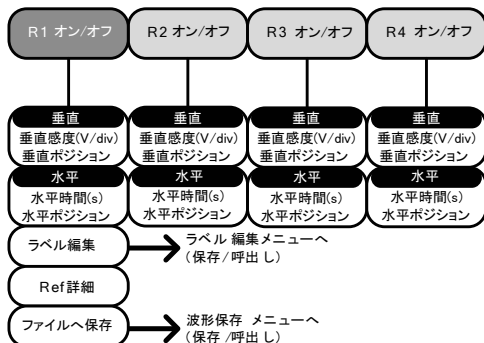 R1 オン/オフ
R2 オン/オフ
R3 オン/オフ
R4 オン/オフ
垂直
垂直感度(V/div)
垂直ポジション
垂直
垂直感度(V/div)
垂直ポジション
垂直
垂直感度(V/div)
垂直ポジション
垂直
垂直感度(V/div)
垂直ポジション
水平
水平時間(s)
水平ポジション
水平
水平時間(s)
水平ポジション
水平
水平時間(s)
水平ポジション
水平
水平時間(s)
水平ポジション
ラベル編集
ラベル 編集メニューへ
(保存/呼出し)
Ref詳細
ファイルへ保存
波形保存 メニューへ
(保存/呼出し)